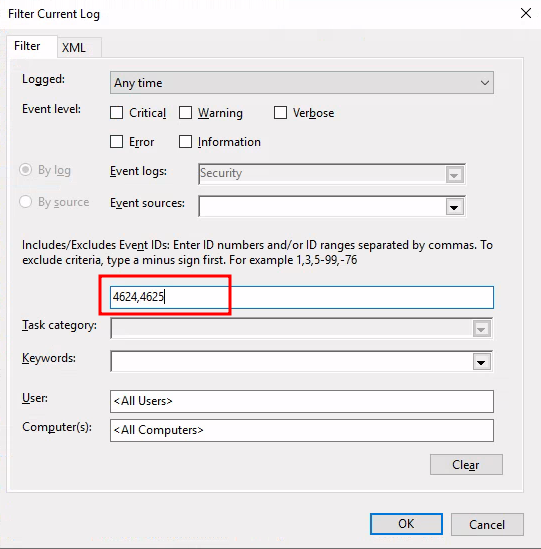 Filter Current Log
Filter XML
Logged: Any time
Event level: Critical Warning Verbose
Error Information
By log Event logs: Security
By source Event sources:
Includes/Excludes Event IDs: Enter ID numbers and/or ID ranges separated by commas. To
exclude criteria, type a minus sign first. For example 1,3,5-99,-76
4624,4625
Task category:
Keywords:
User: <All Users>
Computer(s): <All Computers>
Clear
OK Cancel